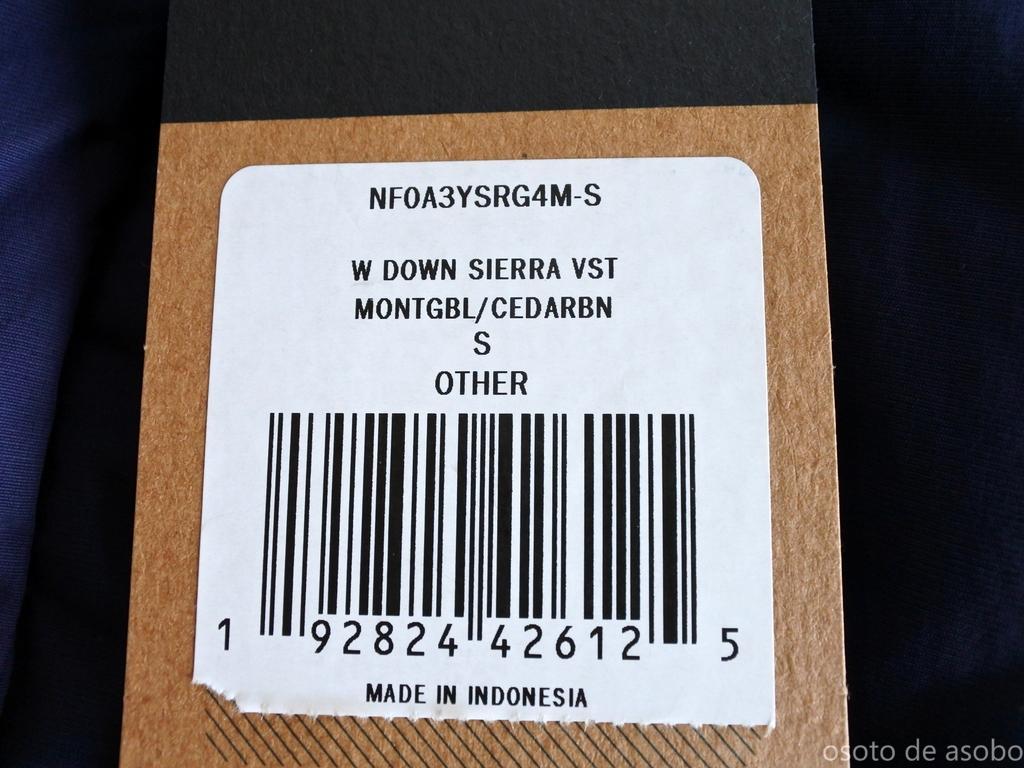 NF0A3YSRG4M-S
W DOWN SIERRA VST
MONTGBL/CEDARBN
S
OTHER
1 92824 42612 5
MADE IN INDONESIA
osoto de asobo